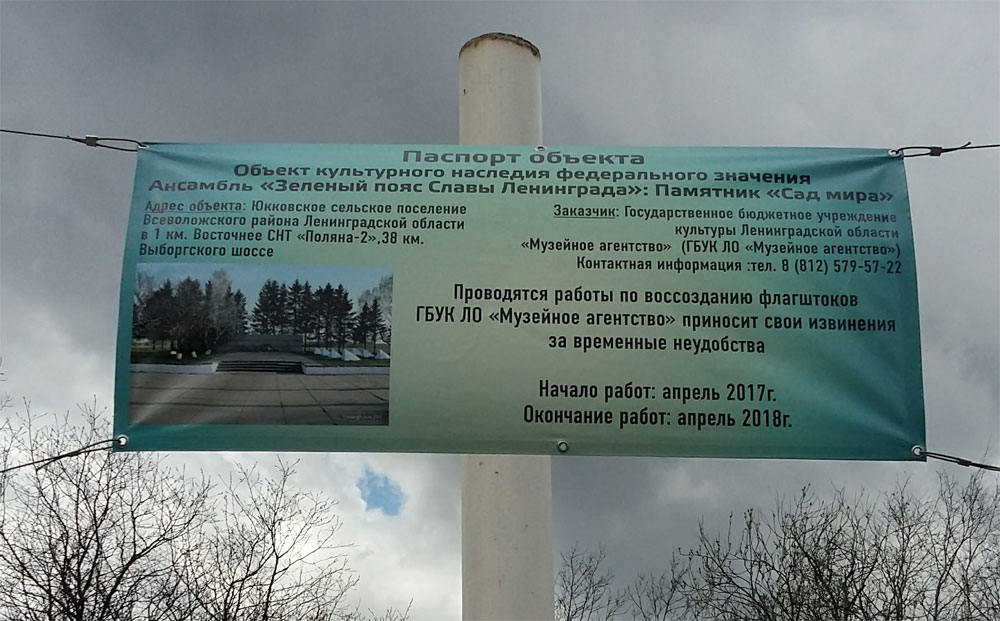 Паспорт объекта
Объект культурного наследия федерального значения
Ансамбль «Зеленый пояс Славы Ленинграда»: Памятник «Сад мира»
Адрес объекта: Юкковское сельское поселение
Всеволожского района Ленинградской области
в 1 км. Восточнее СНТ «Поляна-2»,38 км.
Выборгского шоссе
Заказчик: Государственное бюджетное учреждение
культуры Ленинградской области
«Музейное агентство» (ГБУК ЛО «Музейное агентство»)
Контактная информация :тел. 8 (812) 579-57-22
Проводятся работы по воссозданию флагштоков
ГБУК ЛО «Музейное агентство» приносит свои извинения
за временные неудобства
Начало работ: апрель 2017г.
Окончание работ: апрель 2018г.